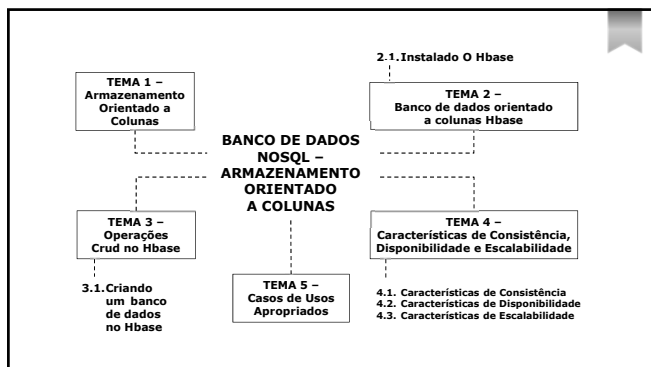 2.1. Instalado O Hbase
TEMA 1 –
Armazenamento
Orientado a
Colunas
TEMA 2 –
Banco de dados orientado
a colunas Hbase
BANCO DE DADOS
NOSQL –
ARMAZENAMENTO
ORIENTADO
A COLUNAS
TEMA 3 –
Operações
Crud no Hbase
TEMA 4 –
Características de Consistência,
Disponibilidade e Escalabilidade
3.1. Criando
um banco
de dados
no Hbase
TEMA 5 –
Casos de Usos
Apropriados
4.1. Características de Consistência
4.2. Características de Disponibilidade
4.3. Características de Escalabilidade